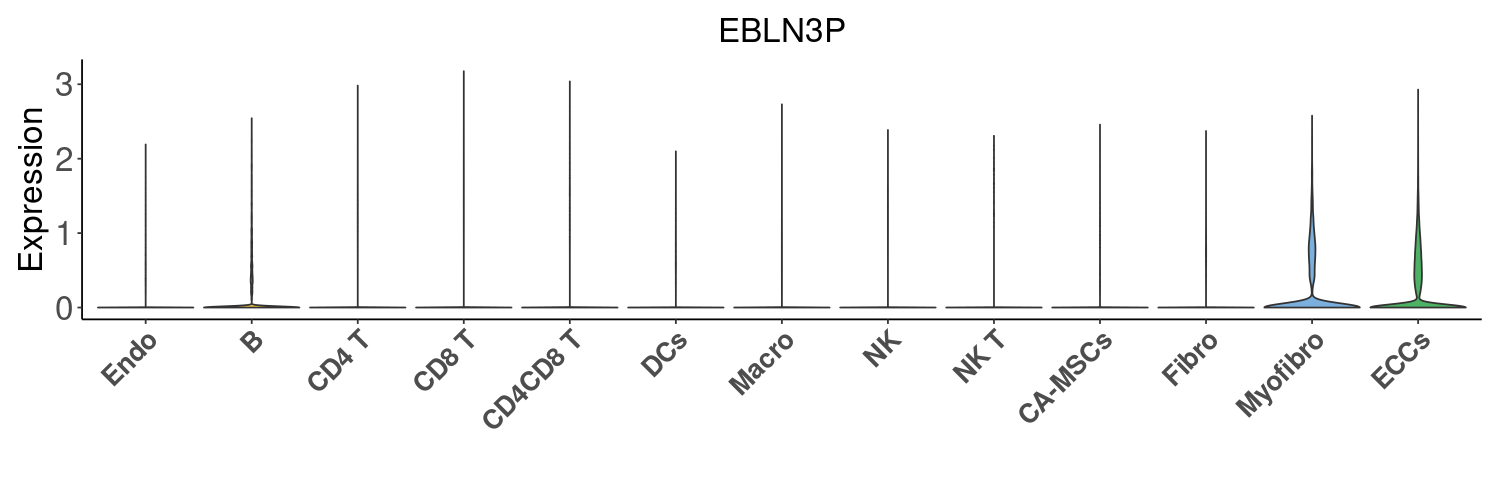 EBLN3P
Expression
3
2
1
0
Endo
B
CD4 T
CD8 T
CD4CD8 T
DCs
Macro
NK
NK T
CA-MSCs
Fibro
Myofibro
ECCs